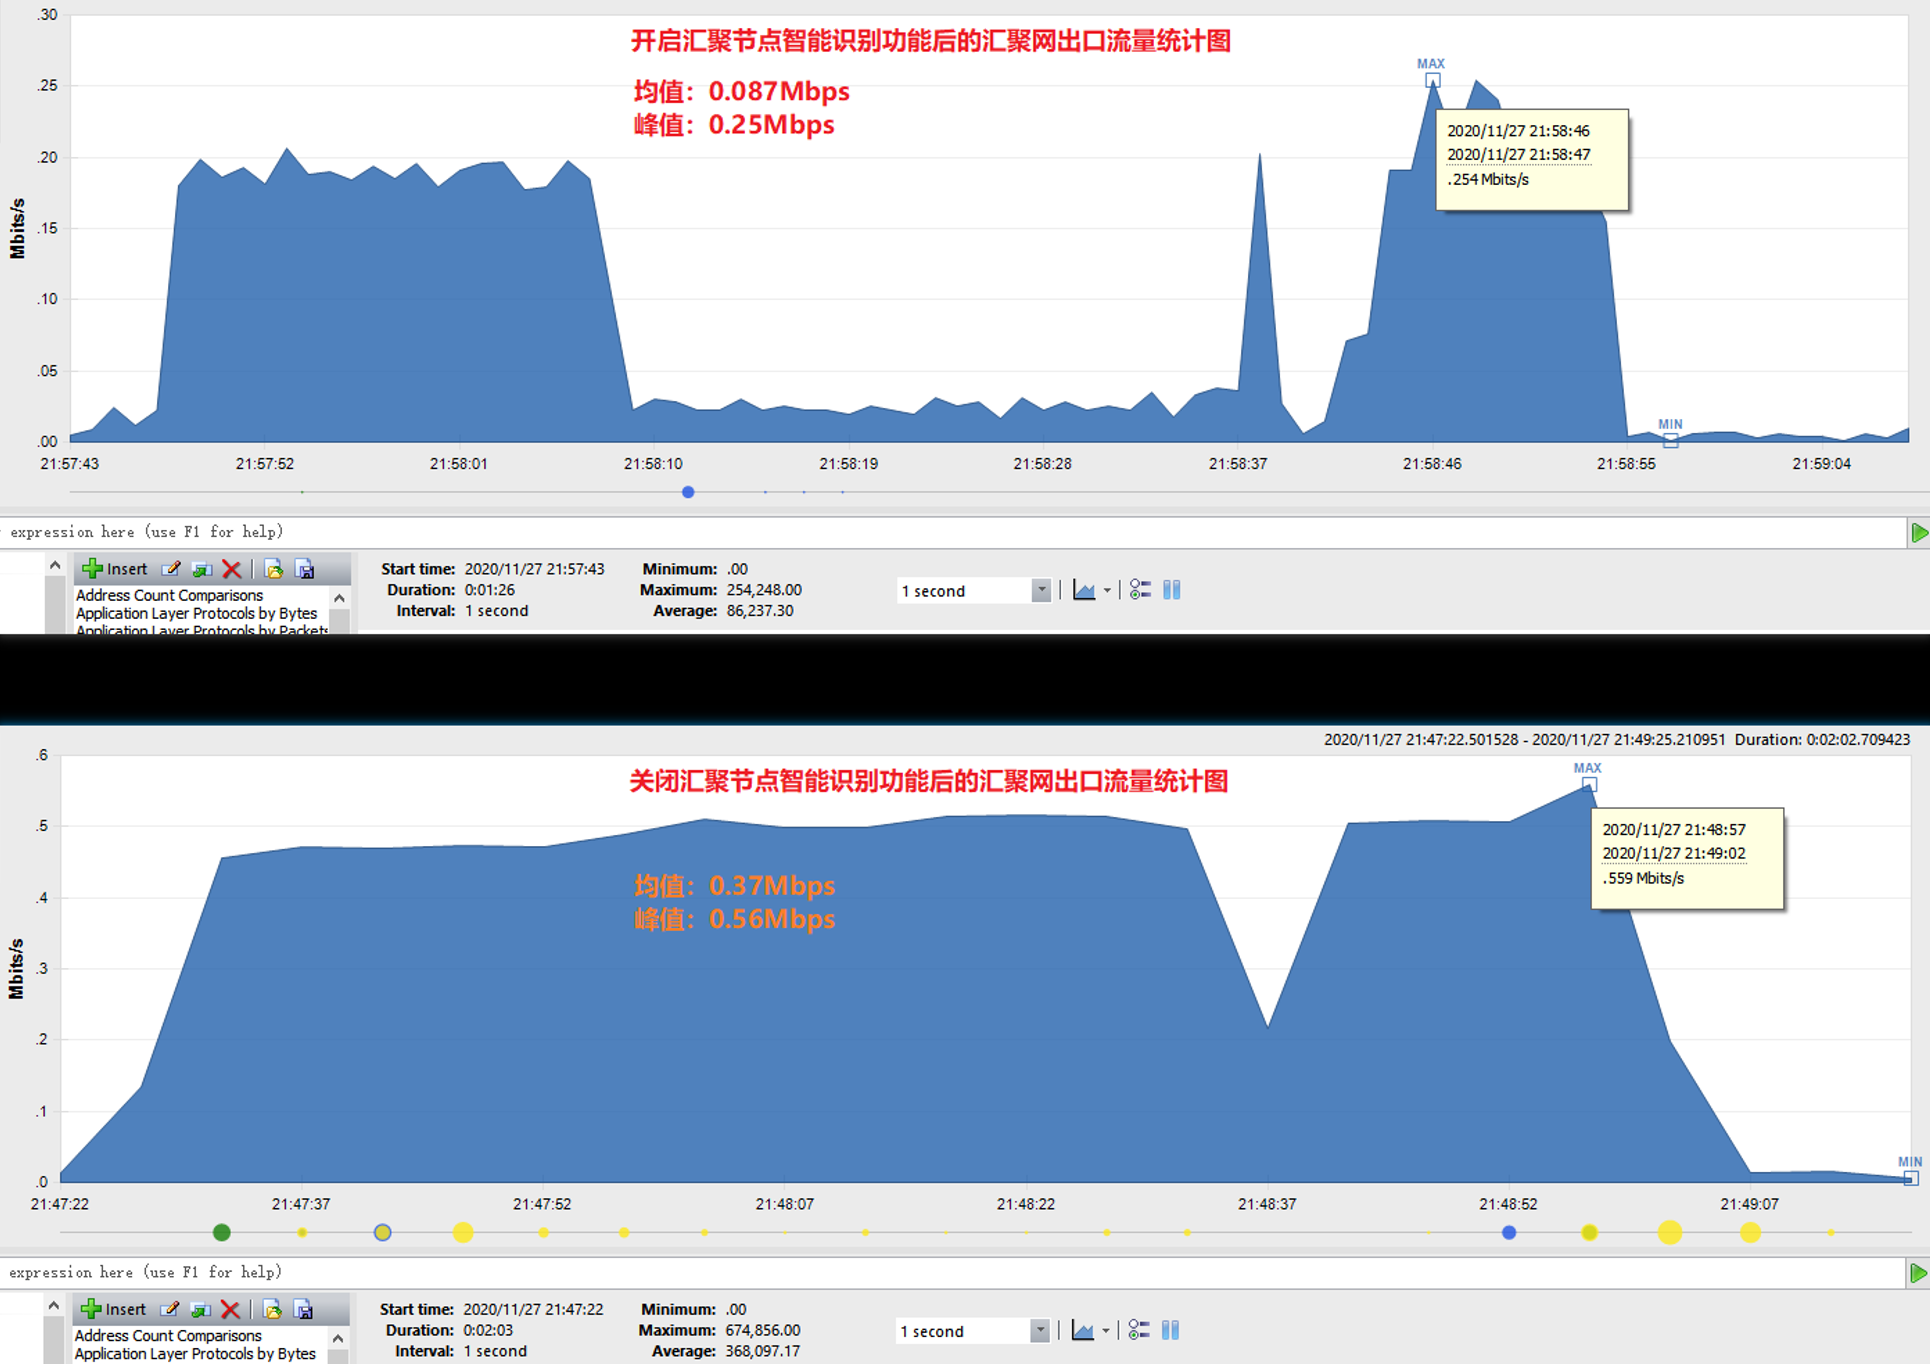 .30
开启汇聚节点智能识别功能后的汇聚网出口流量统计图
均值：0.087Mbps
峰值：0.25Mbps
MAX
.25
2020/11/27 21:58:46
2020/11/27 21:58:47
.254 Mbits/s
.20
.15
Mbits/s
.10
.05
MIN
.00
21:57:43 21:57:52 21:58:01 21:58:10 21:58:19 21:58:28 21:58:37 21:58:46 21:58:55 21:59:04
expression here (use F1 for help)
Insert
Address Count Comparisons
Application Layer Protocols by Bytes
Application Layer Protocols by Packets
Start time: 2020/11/27 21:57:43
Duration: 0:01:26
Interval: 1 second
Minimum: .00
Maximum: 254,248.00
Average: 86,237.30
1 second
2020/11/27 21:47:22.501528 - 2020/11/27 21:49:25.210951 Duration: 0:02:02.709423
.6
关闭汇聚节点智能识别功能后的汇聚网出口流量统计图
MAX
2020/11/27 21:48:57
2020/11/27 21:49:02
.559 Mbits/s
.5
均值：0.37Mbps
峰值：0.56Mbps
.4
.3
Mbits/s
.2
.1
MIN
.0
21:47:22 21:47:37 21:47:52 21:48:07 21:48:22 21:48:37 21:48:52 21:49:07
expression here (use F1 for help)
Insert
Address Count Comparisons
Application Layer Protocols by Bytes
Start time: 2020/11/27 21:47:22
Duration: 0:02:03
Interval: 1 second
Minimum: .00
Maximum: 674,856.00
Average: 368,097.17
1 second